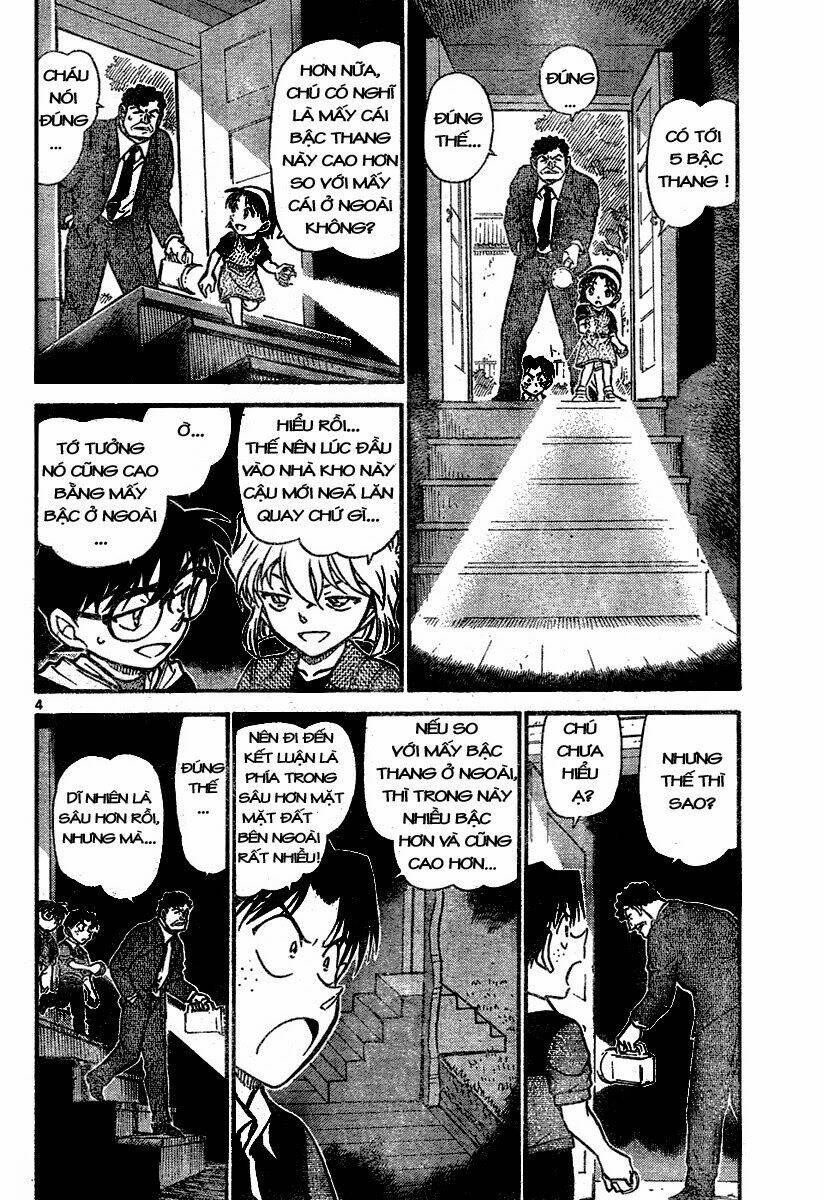 CÓ TỚI
5 BẬC
THANG !
ĐÚNG
...
ĐÚNG
THẾ...
HƠN NỮA,
CHÚ CÓ NGHĨ
LÀ MẤY CÁI
BẬC THANG
NÀY CAO HƠN
SO VỚI MẤY
CÁI Ở NGOÀI
KHÔNG?
CHÁU
NÓI
ĐÚNG
...
HIỂU RỒI...
THẾ NÊN LÚC ĐẦU
VÀO NHÀ KHO NÀY
CẬU MỚI NGÃ LĂN
QUAY CHỨ GÌ...
Ờ...
TỚ TƯỞNG
NÓ CŨNG CAO
BẰNG MẤY
BẬC Ở NGOÀI
...
4
NHƯNG
THẾ THÌ
SAO?
CHÚ
CHƯA
HIỂU
Ạ?
NẾU SO
VỚI MẤY BẬC
THANG Ở NGOÀI,
THÌ TRONG NÀY
NHIỀU BẬC
HƠN VÀ CŨNG
CAO HƠN...
NÊN ĐI ĐẾN
KẾT LUẬN LÀ
PHÍA TRONG
SÂU HƠN MẶT
MẶT ĐẤT
BÊN NGOÀI
RẤT NHIỀU!
ĐÚNG
THẾ
...
DĨ NHIÊN LÀ
SÂU HƠN RỒI,
NHƯNG MÀ...